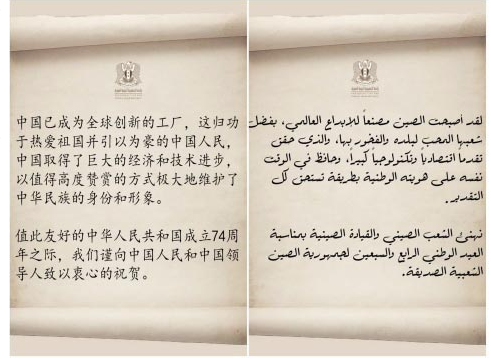 中国已成为全球创新的工厂，这归功
于热爱祖国并引以为豪的中国人民，
中国取得了巨大的经济和技术进步，
以值得高度赞赏的方式极大地维护了
中华民族的身份和形象。
值此友好的中华人民共和国成立74周
年之际，我们谨向中国人民和中国领
导人致以衷心的祝贺。
لقد أصبحت الصين مصنعاً للإبداع العالمي، بفضل
شعبها المحب لبلده والفخور بها، والذي حقق
تقدما اقتصادياً وتكنولوجياً كبيراً، وحافظ في الوقت
نفسه على هويته الوطنية بطريقة تستحق كل
التقدير.
نهنئ الشعب الصيني والقيادة الصينية بمناسبة
العيد الوطني الرابع والسبعين لجمهورية الصين
الشعبية الصديقة.